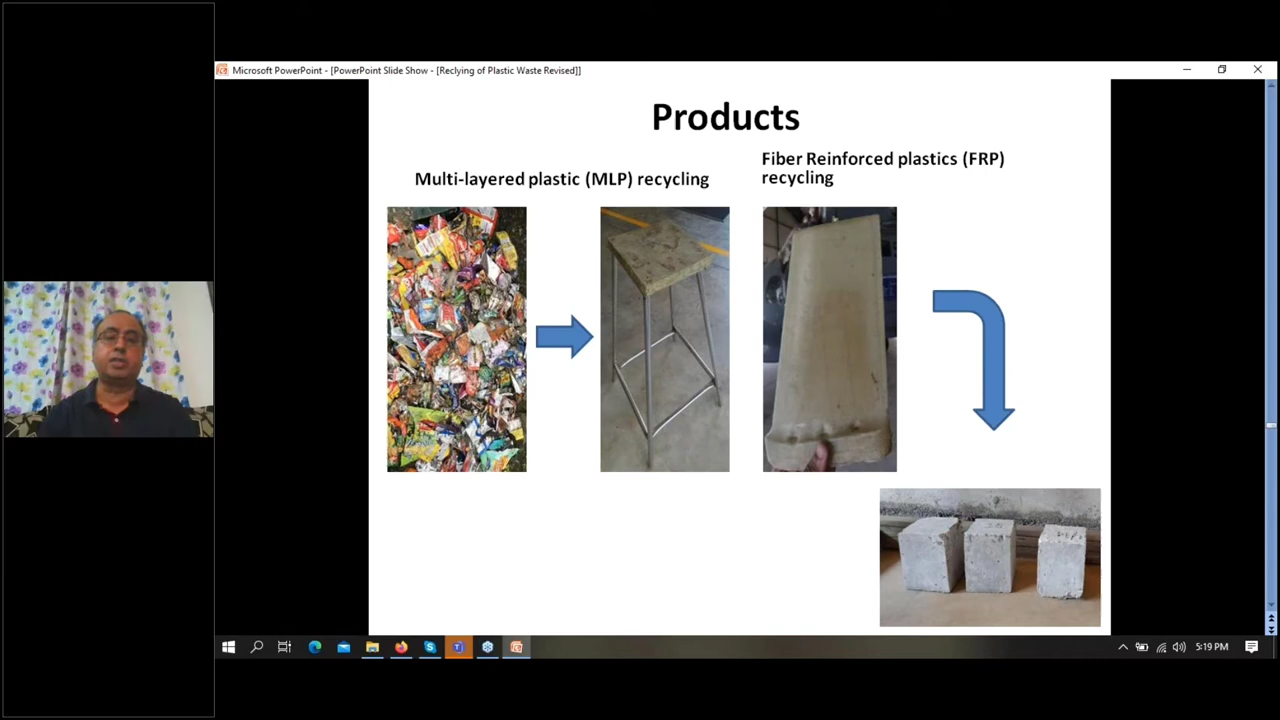 Microsoft PowerPoint - [PowerPoint Slide Show - [Reclying of Plastic Waste Revised]]
Products
Multi-layered plastic (MLP) recycling
Fiber Reinforced plastics (FRP)
recycling
5:19 PM